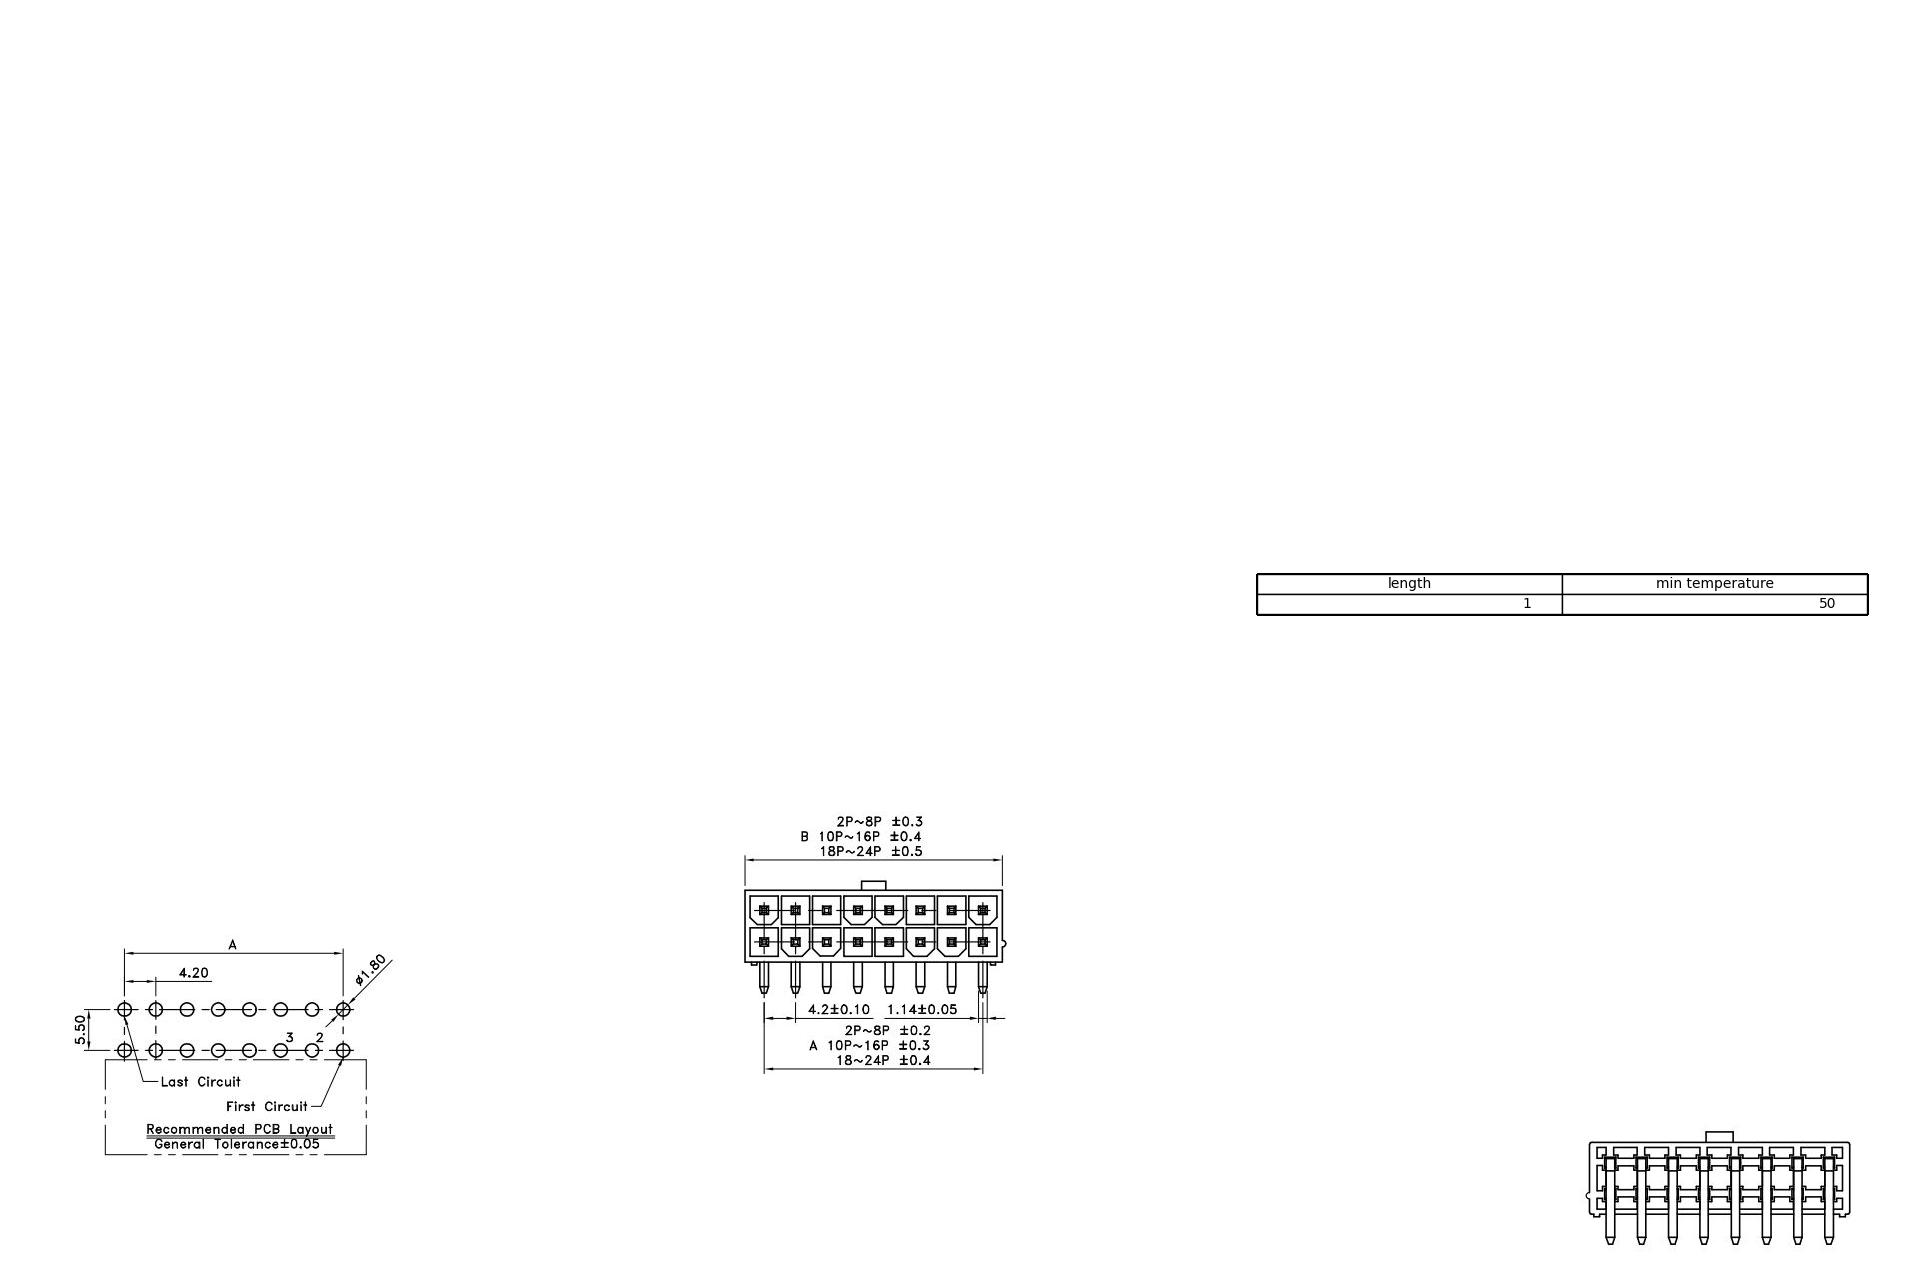 length min temperature
1 50
2P~8P ±0.3
B 10P~16P ±0.4
18P~24P ±0.5
4.2±0.10 1.14±0.05
2P~8P ±0.2
A 10P~16P ±0.3
18~24P ±0.4
A
4.20
ø1.80
5.50
3 2
Last Circuit
First Circuit
Recommended PCB Layout
General Tolerance±0.05